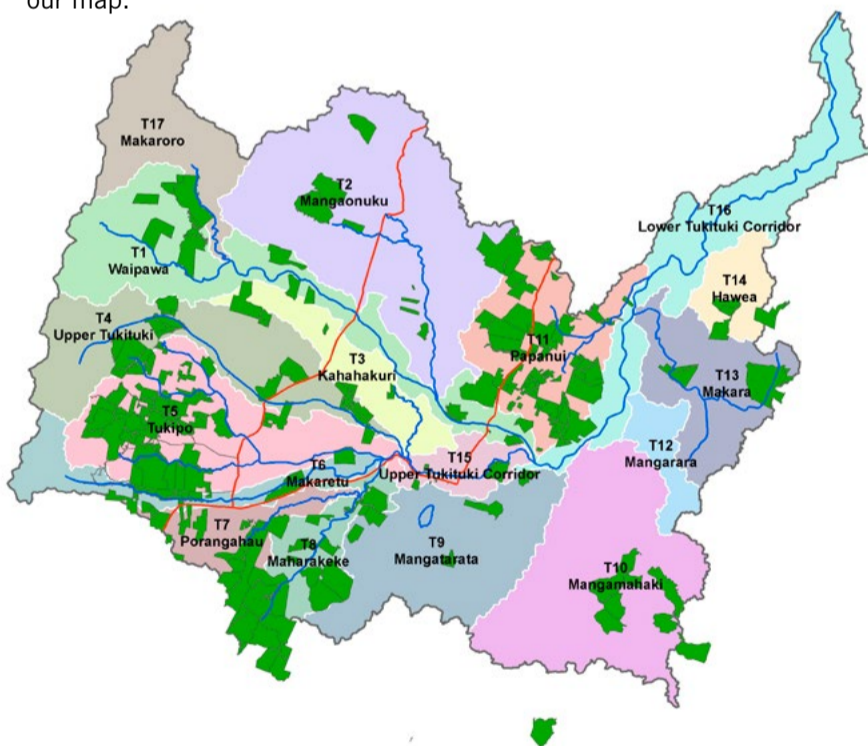 our map.
T17
Makaroro
T2
Mangaonuku
T16
Lower Tukituki Corridor
T1
Waipawa
T14
Hawea
T4
Upper Tukituki
T11
Papanui
T3
Kahahakuri
T13
Makara
T5
Tukipo
T12
Mangarara
T6
Makaretu
T15
Upper Tukituki Corridor
T7
Porangahau
T8
Maharakeke
T9
Mangatarata
T10
Mangamahaki